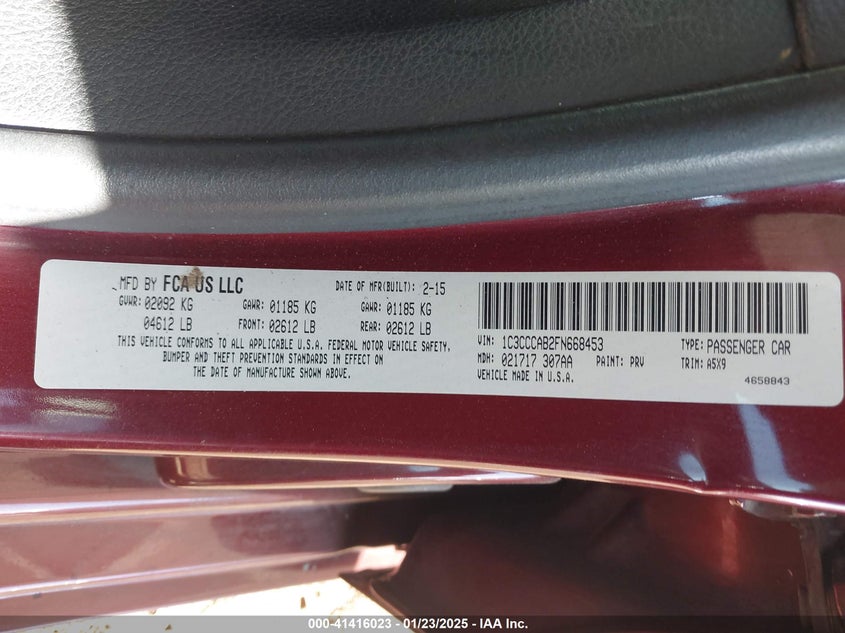 MFD BY FCA US LLC
DATE OF MFR(BUILT): 2-15
GVWR: 02092 KG GAWR: 01185 KG GAWR: 01185 KG
04612 LB FRONT: 02612 LB REAR: 02612 LB
THIS VEHICLE CONFORMS TO ALL APPLICABLE U.S.A. FEDERAL MOTOR VEHICLE SAFETY,
BUMPER AND THEFT PREVENTION STANDARDS IN EFFECT ON
THE DATE OF MANUFACTURE SHOWN ABOVE.
VIN: 1C3CCCAB2FN668453 TYPE: PASSENGER CAR
MDH: 021717 307AA PAINT: PRV TRIM: A5X9
VEHICLE MADE IN U.S.A.
4658843
000-41416023 — 01/23/2025 — © IAA Inc.